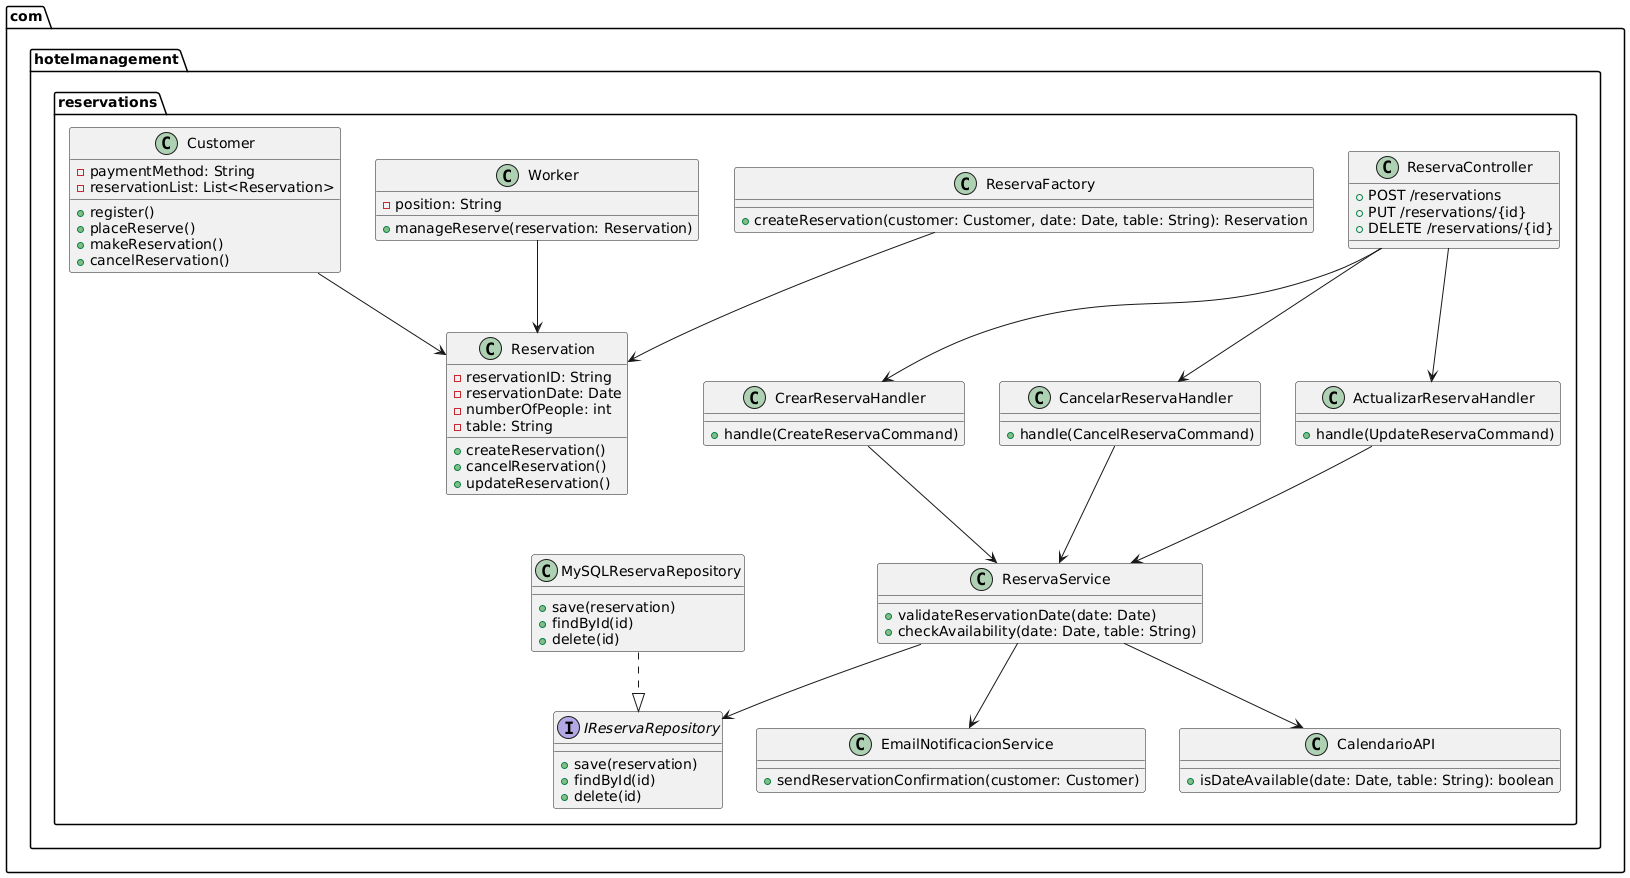 com
hotelmanagement
reservations
C Customer
paymentMethod: String
reservationList: List<Reservation>
register()
placeReserve()
makeReservation()
cancelReservation()
C Worker
position: String
manageReserve(reservation: Reservation)
C ReservaFactory
createReservation(customer: Customer, date: Date, table: String): Reservation
C ReservaController
POST /reservations
PUT /reservations/{id}
DELETE /reservations/{id}
C Reservation
reservationID: String
reservationDate: Date
numberOfPeople: int
table: String
createReservation()
cancelReservation()
updateReservation()
C CrearReservaHandler
handle(CreateReservaCommand)
C CancelarReservaHandler
handle(CancelReservaCommand)
C ActualizarReservaHandler
handle(UpdateReservaCommand)
C MySQLReservaRepository
save(reservation)
findById(id)
delete(id)
C ReservaService
validateReservationDate(date: Date)
checkAvailability(date: Date, table: String)
I IReservaRepository
save(reservation)
findById(id)
delete(id)
C EmailNotificacionService
sendReservationConfirmation(customer: Customer)
C CalendarioAPI
isDateAvailable(date: Date, table: String): boolean